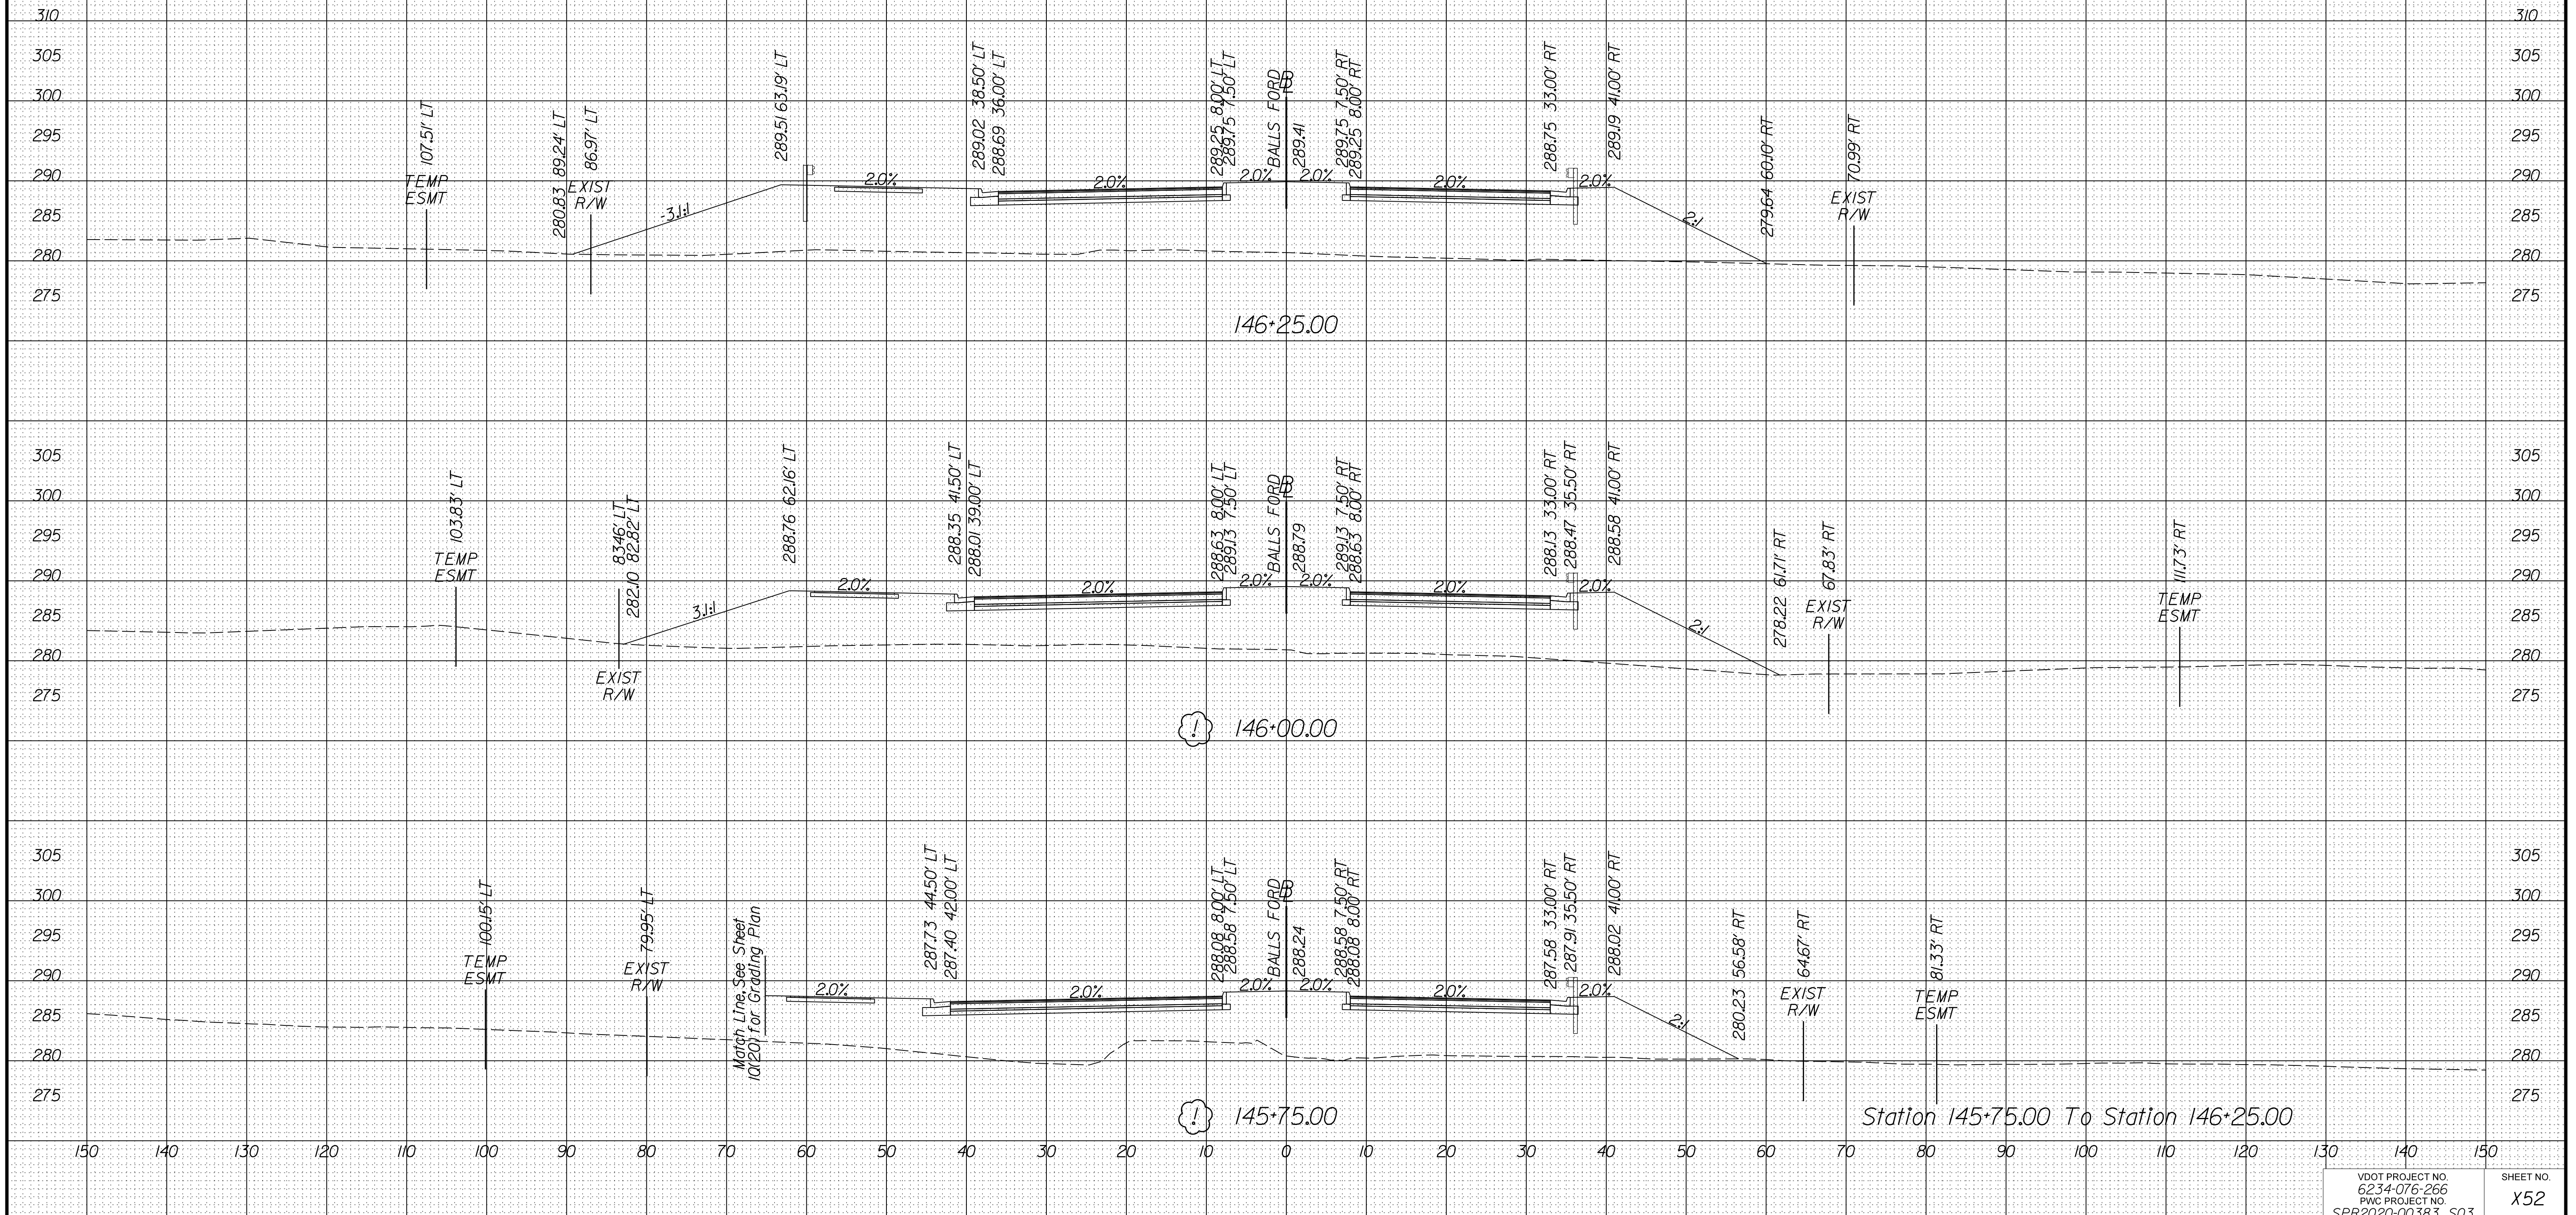 310 310
305 305
300 300
295 295
290 290
285 285
280 280
275 275
107.51' LT
TEMP
ESMT
280.83 89.24' LT
86.97' LT
EXIST
R/W
-3.1:1
289.51 63.19' LT
2.0%
289.02 38.50' LT
288.69 36.00' LT
2.0%
289.25 8.00' LT
289.75 7.50' LT
2.0%
BALLS FORD
289.41
2.0%
289.75 7.50' RT
289.25 8.00' RT
2.0%
288.75 33.00' RT
2.0%
289.19 41.00' RT
2:1
279.64 60.10' RT
70.99' RT
EXIST
R/W
146+25.00
305 305
300 300
295 295
290 290
285 285
280 280
275 275
103.83' LT
TEMP
ESMT
83.46' LT
282.10 82.82' LT
EXIST
R/W
3.1:1
288.76 62.16' LT
2.0%
288.35 41.50' LT
288.01 39.00' LT
2.0%
288.63 8.00' LT
289.13 7.50' LT
2.0%
BALLS FORD
288.79
2.0%
289.13 7.50' RT
288.63 8.00' RT
2.0%
288.13 33.00' RT
288.47 35.50' RT
2.0%
288.58 41.00' RT
2:1
278.22 61.71' RT
67.83' RT
EXIST
R/W
111.73' RT
TEMP
ESMT
! 146+00.00
305 305
300 300
295 295
290 290
285 285
280 280
275 275
100.15' LT
TEMP
ESMT
79.95' LT
EXIST
R/W
Match Line, See Sheet
10(20) for Grading Plan
2.0%
287.73 44.50' LT
287.40 42.00' LT
2.0%
288.08 8.00' LT
288.58 7.50' LT
2.0%
BALLS FORD
288.24
2.0%
288.58 7.50' RT
288.08 8.00' RT
2.0%
287.58 33.00' RT
287.91 35.50' RT
2.0%
288.02 41.00' RT
2:1
280.23 56.58' RT
64.67' RT
EXIST
R/W
81.33' RT
TEMP
ESMT
! 145+75.00
Station 145+75.00 To Station 146+25.00
150 140 130 120 110 100 90 80 70 60 50 40 30 20 10 0 10 20 30 40 50 60 70 80 90 100 110 120 130 140 150
VDOT PROJECT NO.
6234-076-266
PWC PROJECT NO.
SPR2020-00383 S03
SHEET NO.
X52